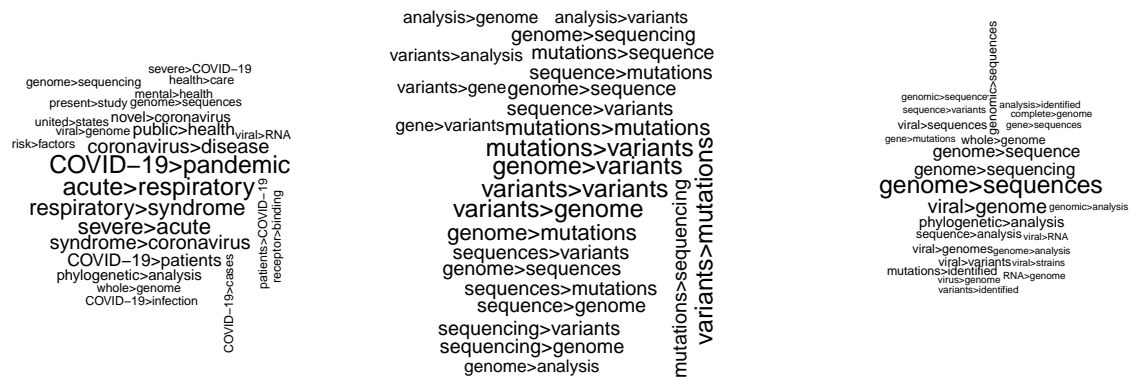 severe>COVID−19
genome>sequencing
health>care
mental>health
present>study
genome>sequences
novel>coronavirus
united>states
viral>genome
public>health
viral>RNA
risk>factors
coronavirus>disease
COVID−19>pandemic
acute>respiratory
respiratory>syndrome
severe>acute
syndrome>coronavirus
COVID−19>patients
phylogenetic>analysis
whole>genome
COVID−19>infection
COVID−19>cases
patients>COVID−19
receptor>binding
analysis>genome
analysis>variants
genome>sequencing
variants>analysis
mutations>sequence
sequence>mutations
variants>gene
genome>sequence
sequence>variants
gene>variants
mutations>mutations
mutations>variants
genome>variants
variants>variants
variants>genome
genome>mutations
sequences>variants
genome>sequences
sequences>mutations
sequence>genome
sequencing>variants
sequencing>genome
genome>analysis
mutations>sequencing
variants>mutations
genomic>sequences
genomic>sequence
sequence>variants
analysis>identified
complete>genome
viral>sequences
gene>sequences
gene>mutations
whole>genome
genome>sequence
genome>sequencing
genome>sequences
viral>genome
genomic>analysis
phylogenetic>analysis
sequence>analysis
viral>RNA
viral>genomes
genome>analysis
viral>variants
viral>strains
mutations>identified
RNA>genome
virus>genome
variants>identified